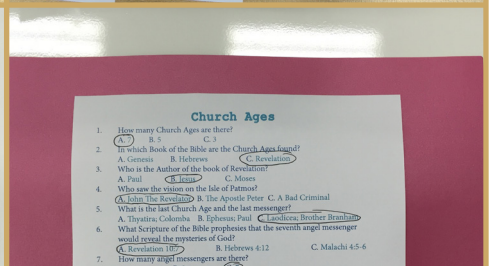 Church Ages
1. How many Church Ages are there?
A. 7 B. 5 C. 3
2. In which Book of the Bible are the Church Ages found?
A. Genesis B. Hebrews C. Revelation
3. Who is the Author of the book of Revelation?
A. Paul B. Jesus C. Moses
4. Who saw the vision on the Isle of Patmos?
A. John The Revelator B. The Apostle Peter C. A Bad Criminal
5. What is the last Church Age and the last messenger?
A. Thyatira; Colomba B. Ephesus; Paul C. Laodicea; Brother Branham
6. What Scripture of the Bible prophesies that the seventh angel messenger
would reveal the mysteries of God?
A. Revelation 10:7 B. Hebrews 4:12 C. Malachi 4:5-6
7. How many angel messengers are there?